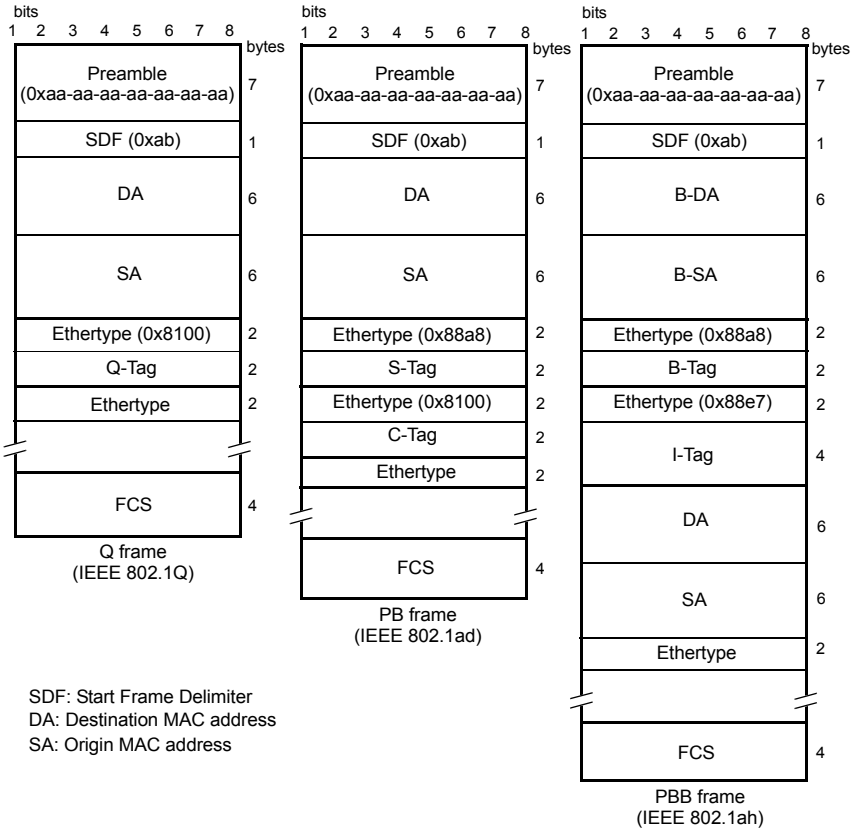 bits
1 2 3 4 5 6 7 8
bytes
Preamble
(0xaa-aa-aa-aa-aa-aa-aa)
7
SDF (0xab)
1
DA
6
SA
6
Ethertype (0x8100)
2
Q-Tag
2
Ethertype
2
FCS
4
Q frame
(IEEE 802.1Q)
bits
1 2 3 4 5 6 7 8
bytes
Preamble
(0xaa-aa-aa-aa-aa-aa-aa)
7
SDF (0xab)
1
DA
6
SA
6
Ethertype (0x88a8)
2
S-Tag
2
Ethertype (0x8100)
2
C-Tag
2
Ethertype
2
FCS
4
PB frame
(IEEE 802.1ad)
bits
1 2 3 4 5 6 7 8
bytes
Preamble
(0xaa-aa-aa-aa-aa-aa-aa)
7
SDF (0xab)
1
B-DA
6
B-SA
6
Ethertype (0x88a8)
2
B-Tag
2
Ethertype (0x88e7)
2
I-Tag
4
DA
6
SA
6
Ethertype
2
FCS
4
PBB frame
(IEEE 802.1ah)
SDF: Start Frame Delimiter
DA: Destination MAC address
SA: Origin MAC address